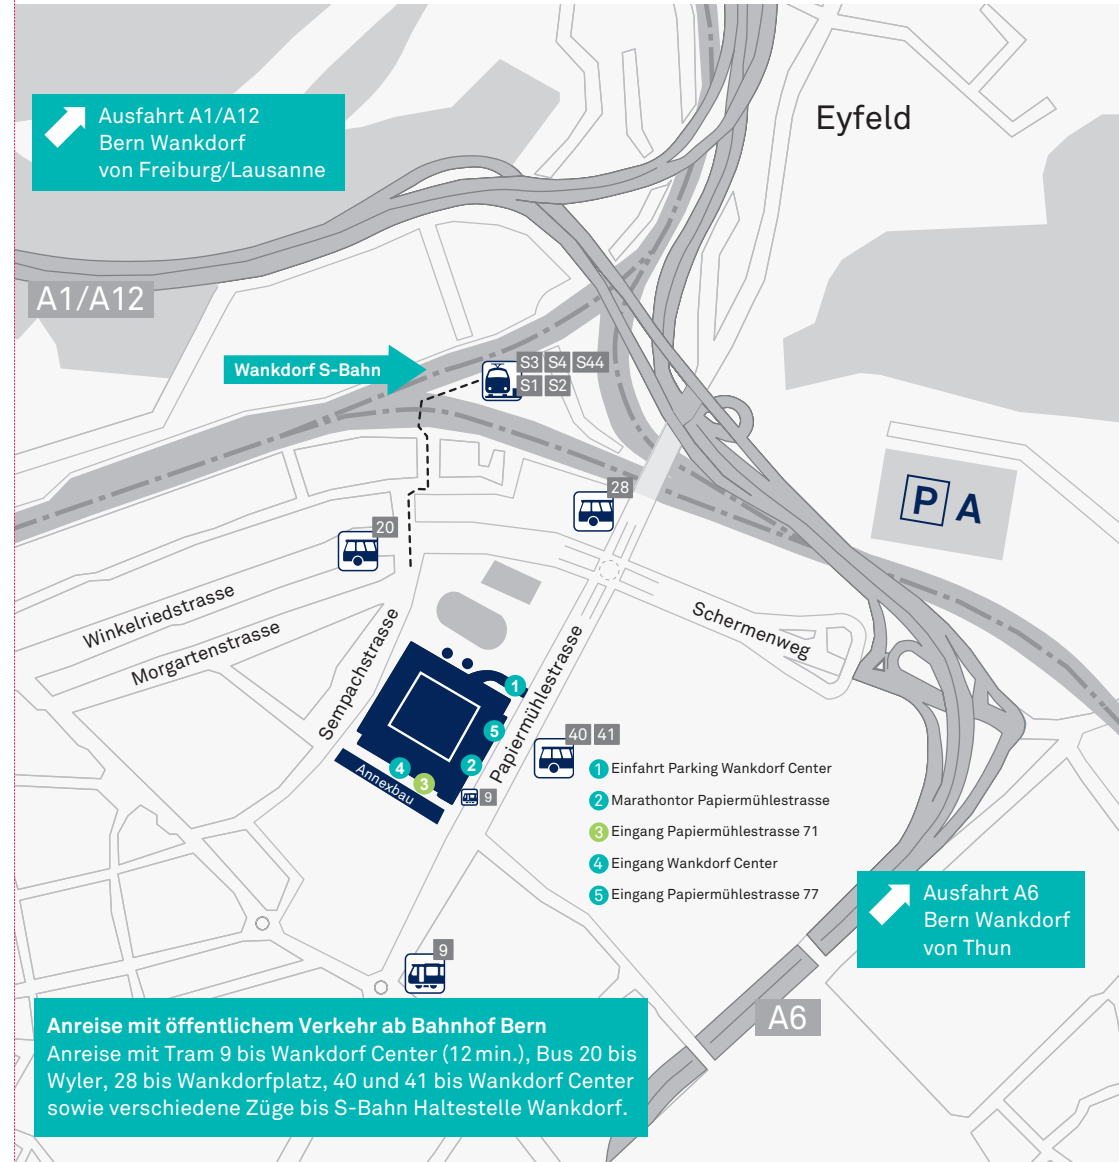 Ausfahrt A1/A12
Bern Wankdorf
von Freiburg/Lausanne
Eyfeld
A1/A12
Wankdorf S-Bahn
S3 S4 S44
S1 S2
28
P A
20
Winkelriedstrasse
Morgartenstrasse
Sempachstrasse
Papiermühlestrasse
Schermenweg
1
5
2
4
3
Annexbau
9
40 41
1 Einfahrt Parking Wankdorf Center
2 Marathontor Papiermühlestrasse
3 Eingang Papiermühlestrasse 71
4 Eingang Wankdorf Center
5 Eingang Papiermühlestrasse 77
Ausfahrt A6
Bern Wankdorf
von Thun
9
A6
Anreise mit öffentlichem Verkehr ab Bahnhof Bern
Anreise mit Tram 9 bis Wankdorf Center (12 min.), Bus 20 bis
Wyler, 28 bis Wankdorfplatz, 40 und 41 bis Wankdorf Center
sowie verschiedene Züge bis S-Bahn Haltestelle Wankdorf.